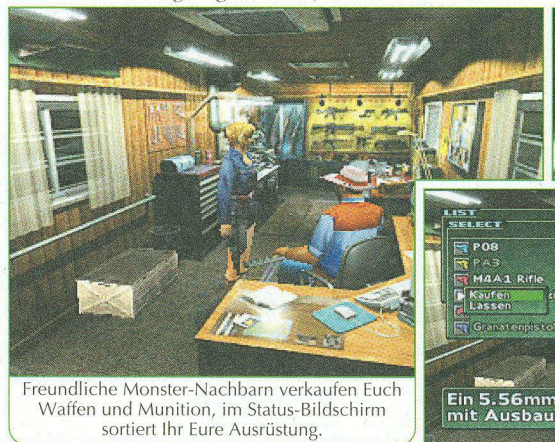 LIST
SELECT
P08
PA3
M4A1 Rifle
Kaufen
Lassen
Granatenpistol
Ein 5.56mm
mit Ausbau
Freundliche Monster-Nachbarn verkaufen Euch
Waffen und Munition, im Status-Bildschirm
sortiert Ihr Eure Ausrüstung.